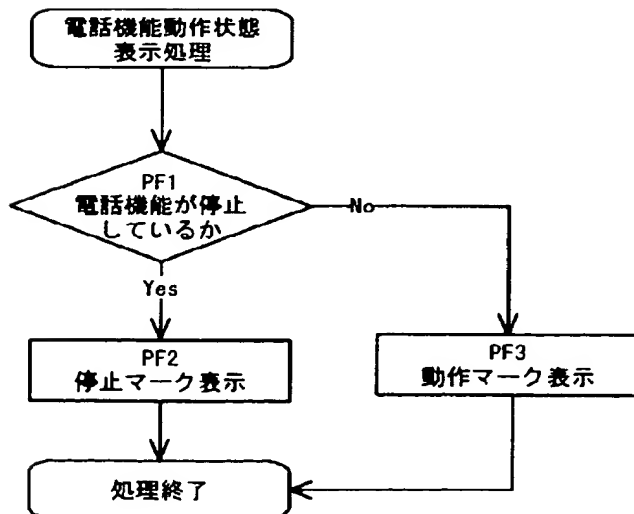 電話機能動作状態
表示処理
PF1
電話機能が停止
しているか
No
Yes
PF2
停止マーク表示
PF3
動作マーク表示
処理終了